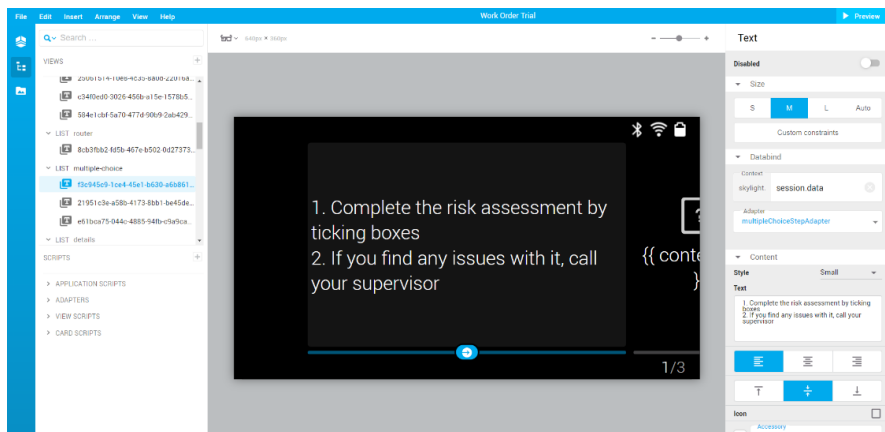 File Edit Insert Arrange View Help Work Order Trial Preview
Search ...
640px × 360px
- +
VIEWS +
c34f0ed0-3026-456b-a15e-1578b5...
584e1cbf-5a70-477d-90b9-2ab429...
LIST router
8cb3fbb2-fd5b-467e-b502-0d27373...
LIST multiple-choice
f3c945c9-1ce4-45e1-b630-a6b861...
21951c3e-a58b-4173-8bb1-be45de...
e61bca75-044c-4885-94fb-c9a9ca...
LIST details
SCRIPTS +
APPLICATION SCRIPTS
ADAPTERS
VIEW SCRIPTS
CARD SCRIPTS
1. Complete the risk assessment by
ticking boxes
2. If you find any issues with it, call
your supervisor
?
{{ conte
}
1/3
Text
Disabled
Size
S M L Auto
Custom constraints
Databind
Context
skylight. session.data
Adapter
multipleChoiceStepAdapter
Content
Style Small
Text
1. Complete the risk assessment by ticking
boxes
2. If you find any issues with it, call your
supervisor
Icon
Accessory